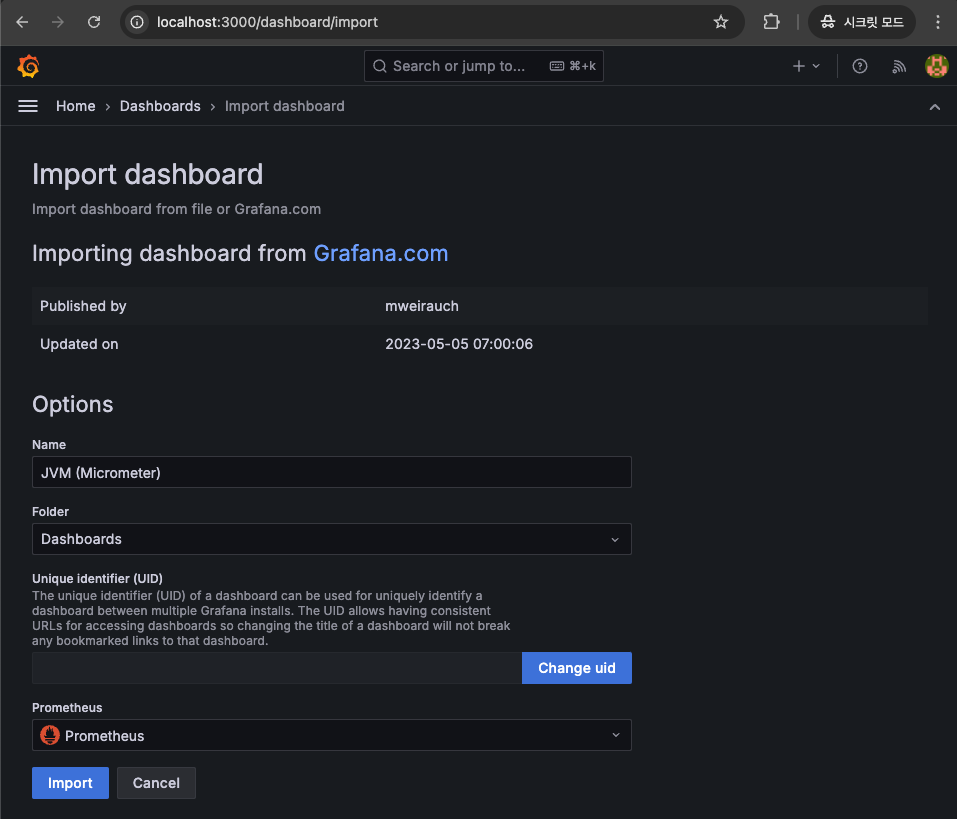 localhost:3000/dashboard/import
시크릿 모드
Search or jump to... ⌘+k
Home › Dashboards › Import dashboard
Import dashboard
Import dashboard from file or Grafana.com
Importing dashboard from Grafana.com
Published by mweirauch
Updated on 2023-05-05 07:00:06
Options
Name
JVM (Micrometer)
Folder
Dashboards
Unique identifier (UID)
The unique identifier (UID) of a dashboard can be used for uniquely identify a
dashboard between multiple Grafana installs. The UID allows having consistent
URLs for accessing dashboards so changing the title of a dashboard will not break
any bookmarked links to that dashboard.
Change uid
Prometheus
Prometheus
Import Cancel